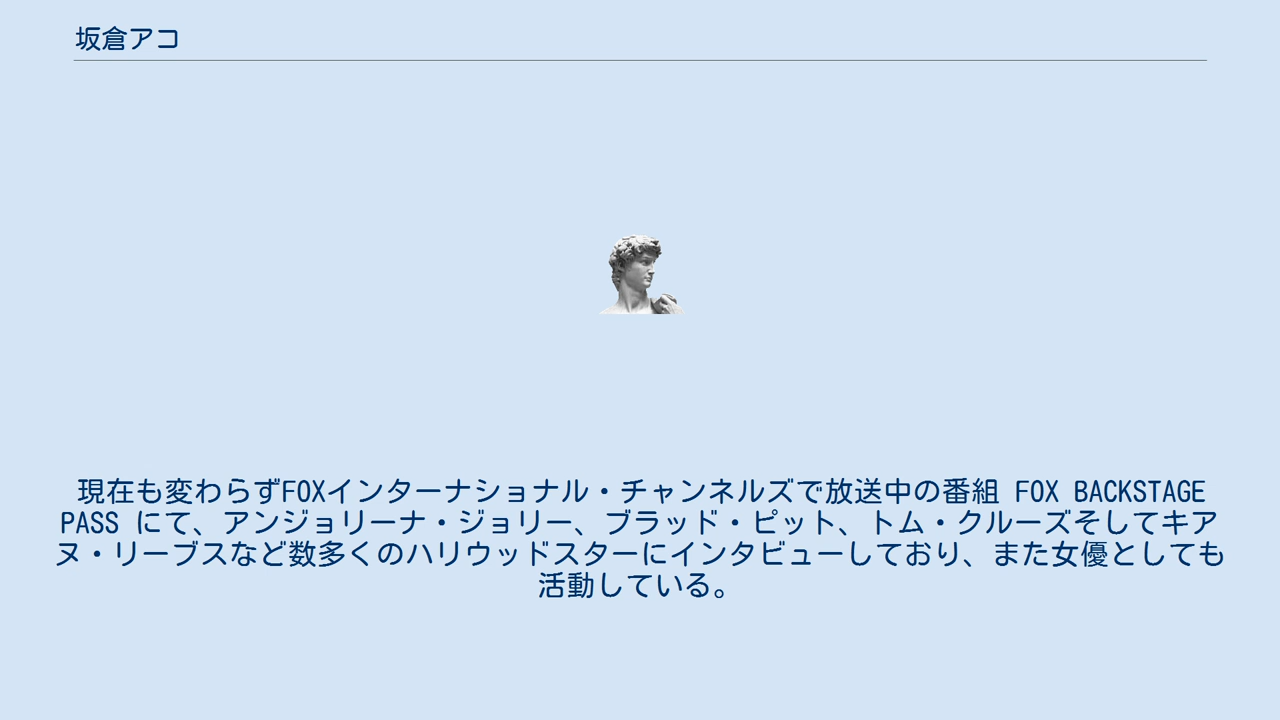 坂倉アコ
現在も変わらずFOXインターナショナル・チャンネルズで放送中の番組 FOX BACKSTAGE
PASS にて、アンジョリーナ・ジョリー、ブラッド・ピット、トム・クルーズそしてキア
ヌ・リーブスなど数多くのハリウッドスターにインタビューしており、また女優としても
活動している。